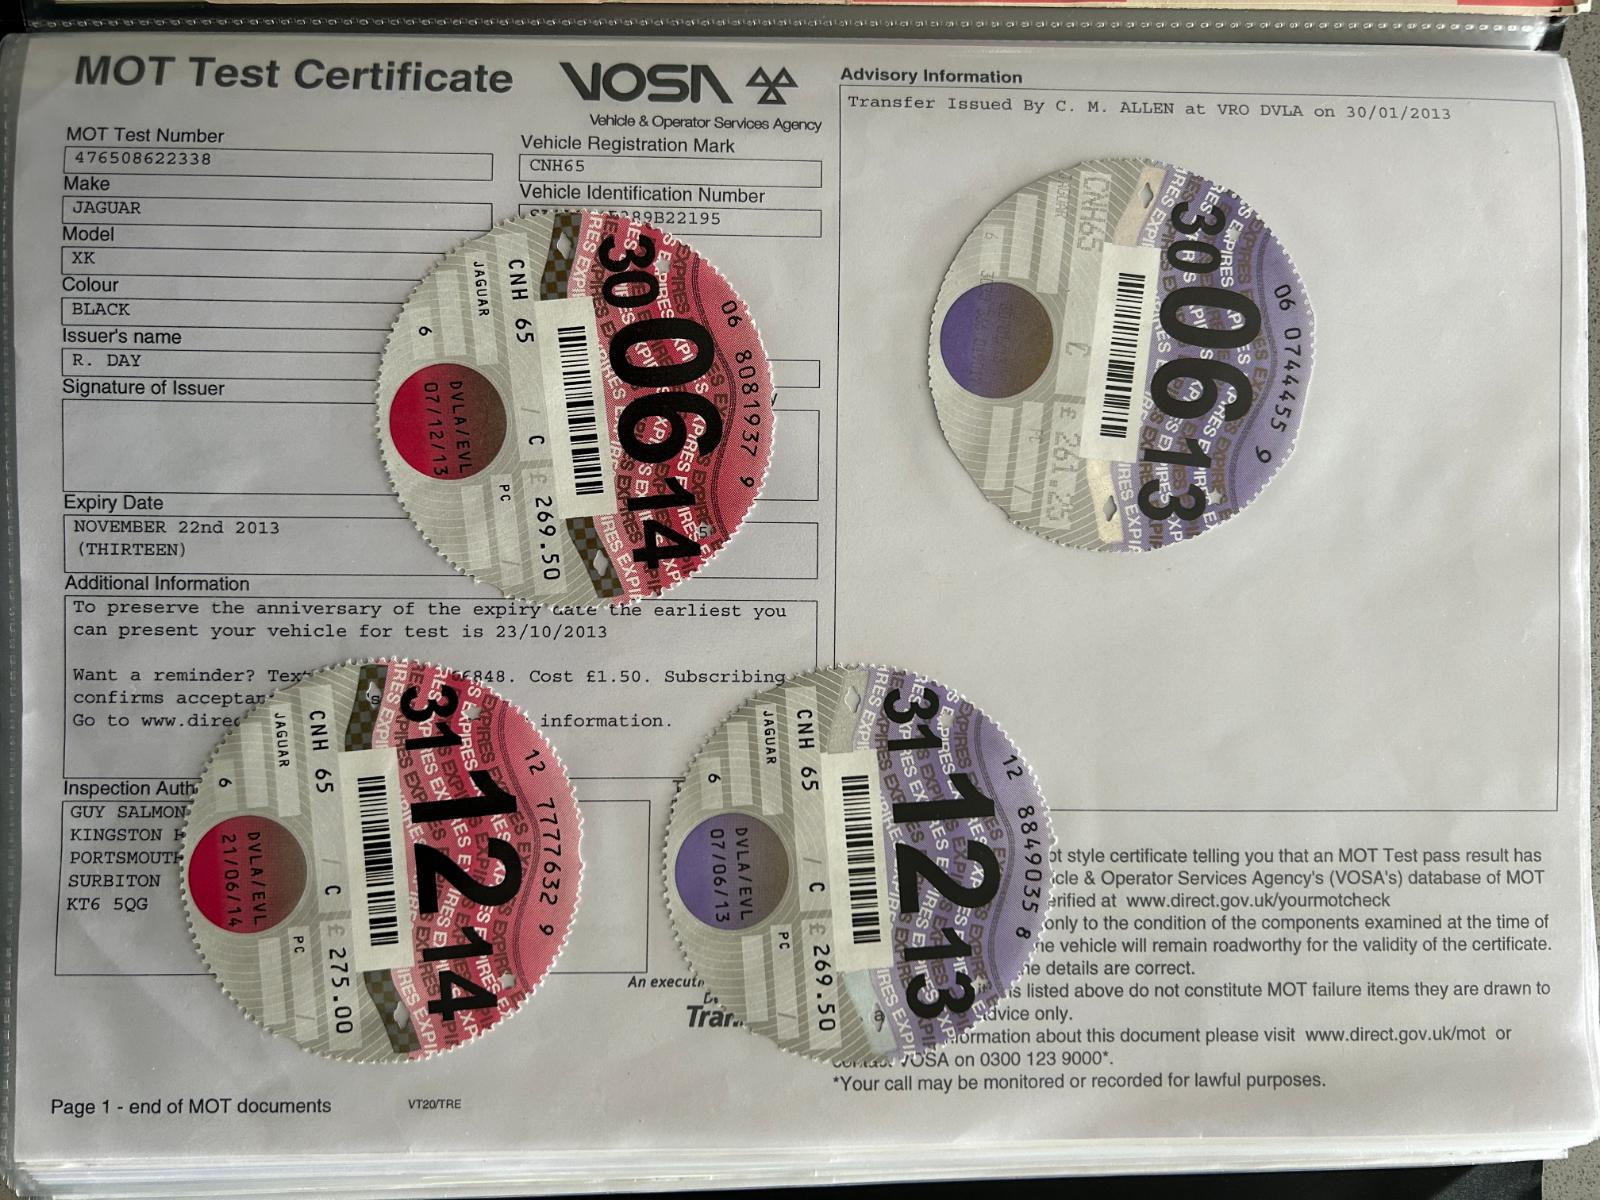 MOT Test Certificate
VOSA
Vehicle & Operator Services Agency
MOT Test Number
476508622338
Vehicle Registration Mark
CNH65
Make
JAGUAR
Vehicle Identification Number
89B22195
Model
XK
Colour
BLACK
Issuer's name
R. DAY
Signature of Issuer
Expiry Date
NOVEMBER 22nd 2013
(THIRTEEN)
Additional Information
To preserve the anniversary of the expiry date the earliest you
can present your vehicle for test is 23/10/2013
Want a reminder? Text 848. Cost £1.50. Subscribing
confirms
Go to information.
Inspection
GUY SALMON
KINGSTON
PORTSMOUTH
SURBITON
KT6 5QG
Page 1 - end of MOT documents
VT20/TRE
Advisory Information
Transfer Issued By C. M. ALLEN at VRO DVLA on 30/01/2013
style certificate telling you that an MOT Test pass result has
& Operator Services Agency's (VOSA's) database of MOT
at www.direct.gov.uk/yourmotcheck
only to the condition of the components examined at the time of
vehicle will remain roadworthy for the validity of the certificate.
details are correct.
listed above do not constitute MOT failure items they are drawn to
only.
about this document please visit www.direct.gov.uk/mot or
VOSA on 0300 123 9000*.
*Your call may be monitored or recorded for lawful purposes.
An
06 8081937 9
EXPIRES
30 06 14
CNH 65 / C £ 269.50
JAGUAR
PC
6
DVLA/EVL
07/12/13
06 0744455 9
EXPIRES
30 06 13
CNH65
JAGUAR
C
£ 261.25
PC
6
12 7777632 9
EXPIRES
31 12 14
CNH 65 / C £ 275.00
JAGUAR
PC
6
DVLA/EVL
21/06/14
12 8849035 8
EXPIRES
31 12 13
CNH 65 / C £ 269.50
JAGUAR
PC
6
DVLA/EVL
07/06/13